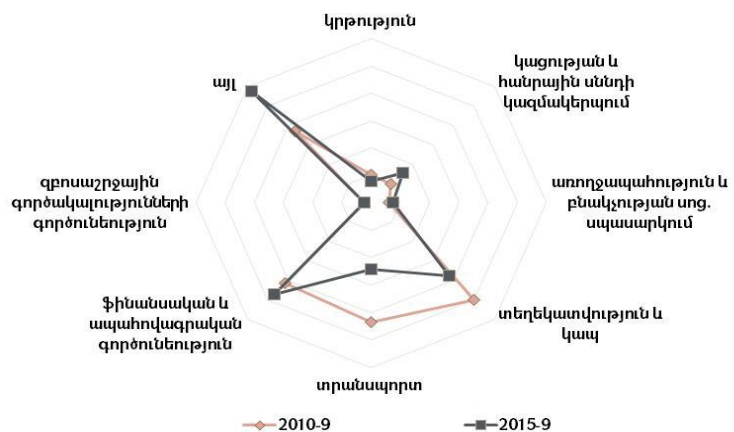 կրթություն
կացության և
հանրային սննդի
կազմակերպում
առողջապահություն և
բնակչության սոց.
սպասարկում
տեղեկատվություն և
կապ
տրանսպորտ
ֆինանսական և
ապահովագրական
գործունեություն
զբոսաշրջային
գործակալությունների
գործունեություն
այլ
2010-9
2015-9